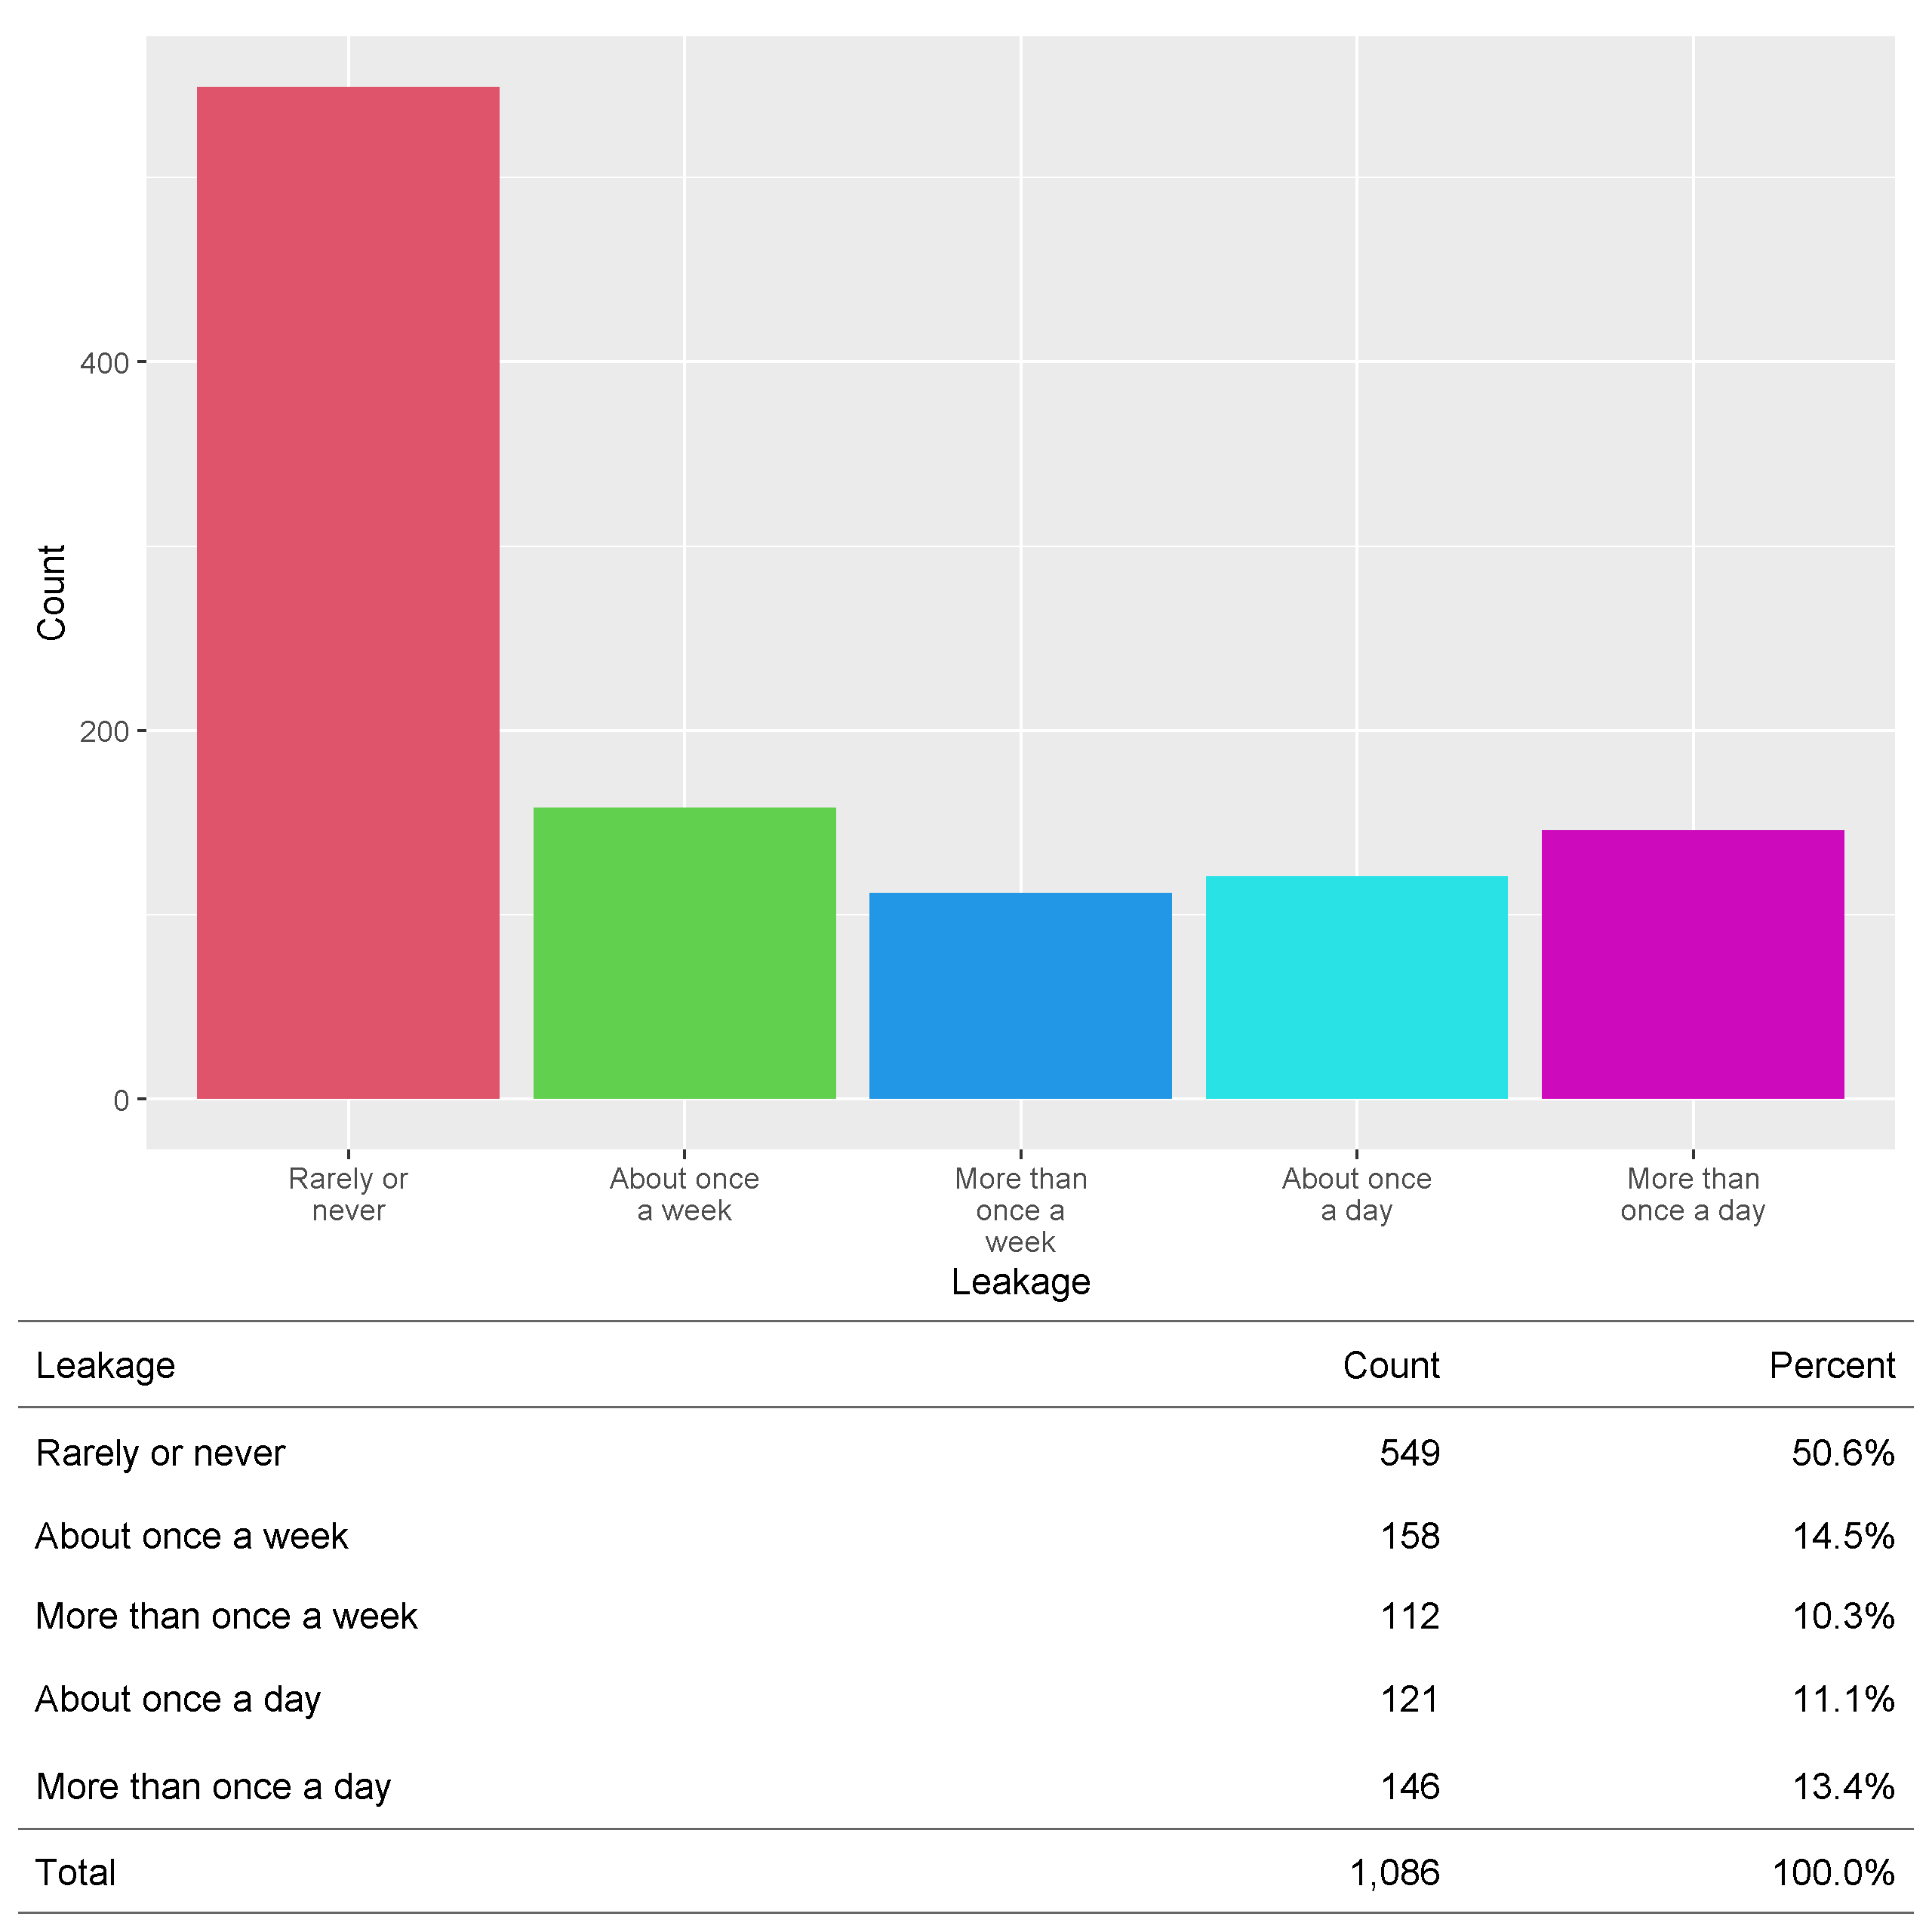 400
200
0
Count
Rarely or never
About once a week
More than once a week
About once a day
More than once a day
Leakage
Leakage Count Percent
Rarely or never 549 50.6%
About once a week 158 14.5%
More than once a week 112 10.3%
About once a day 121 11.1%
More than once a day 146 13.4%
Total 1,086 100.0%